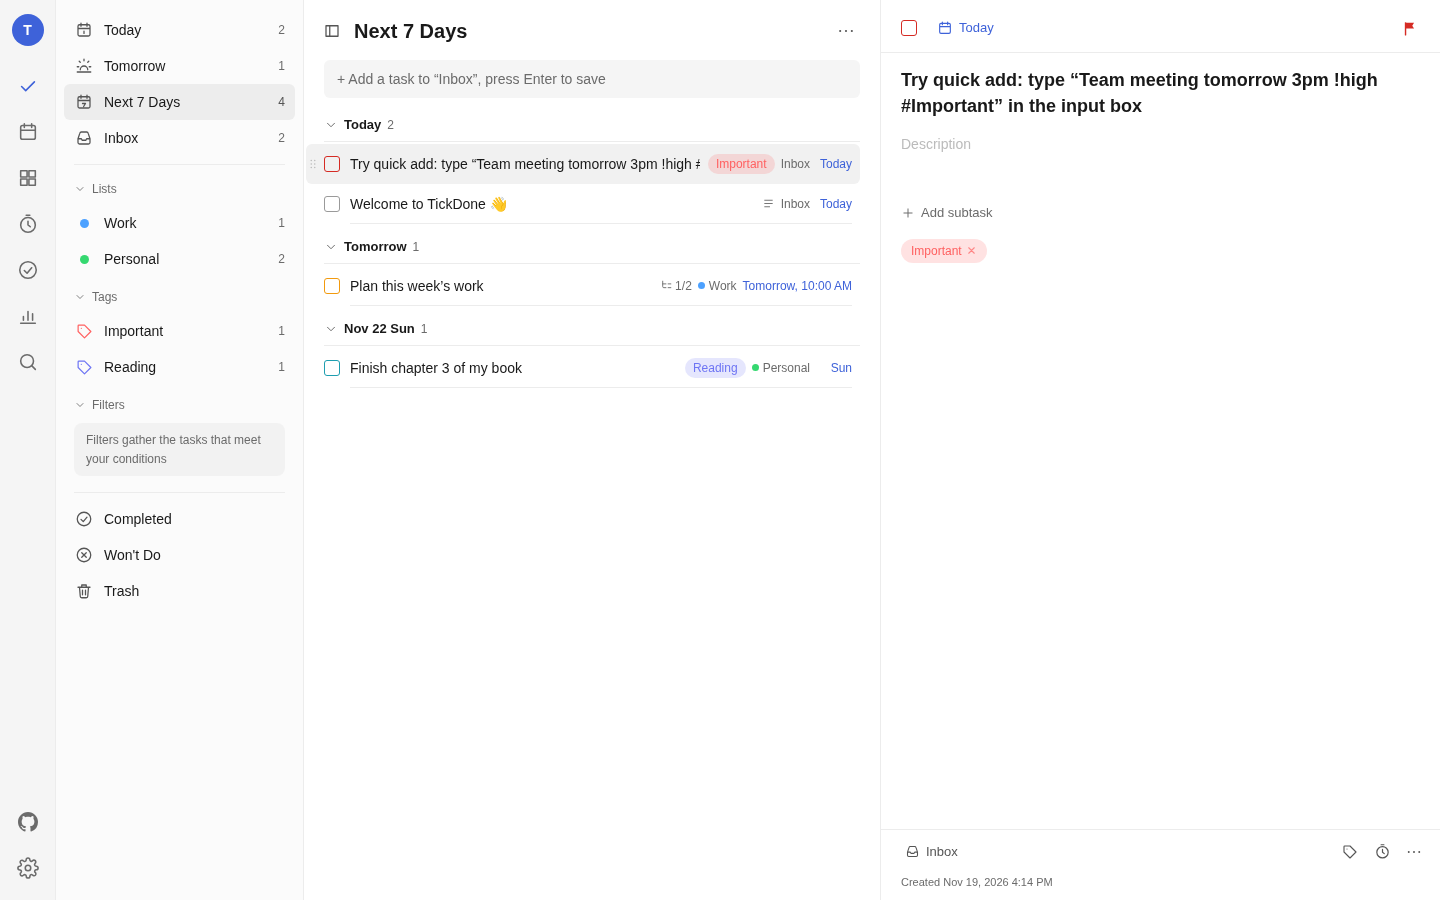 T
Today 2
Tomorrow 1
7 Next 7 Days 4
Inbox 2
Lists
Work 1
Personal 2
Tags
Important 1
Reading 1
Filters
Filters gather the tasks that meet
your conditions
Completed
Won't Do
Trash
Next 7 Days
+ Add a task to “Inbox”, press Enter to save
Today 2
Try quick add: type “Team meeting tomorrow 3pm !high # Important Inbox Today
Welcome to TickDone 👋 Inbox Today
Tomorrow 1
Plan this week’s work 1/2 Work Tomorrow, 10:00 AM
Nov 22 Sun 1
Finish chapter 3 of my book Reading Personal Sun
Today
Try quick add: type “Team meeting tomorrow 3pm !high
#Important” in the input box
Description
Add subtask
Important ✕
Inbox
Created Nov 19, 2026 4:14 PM